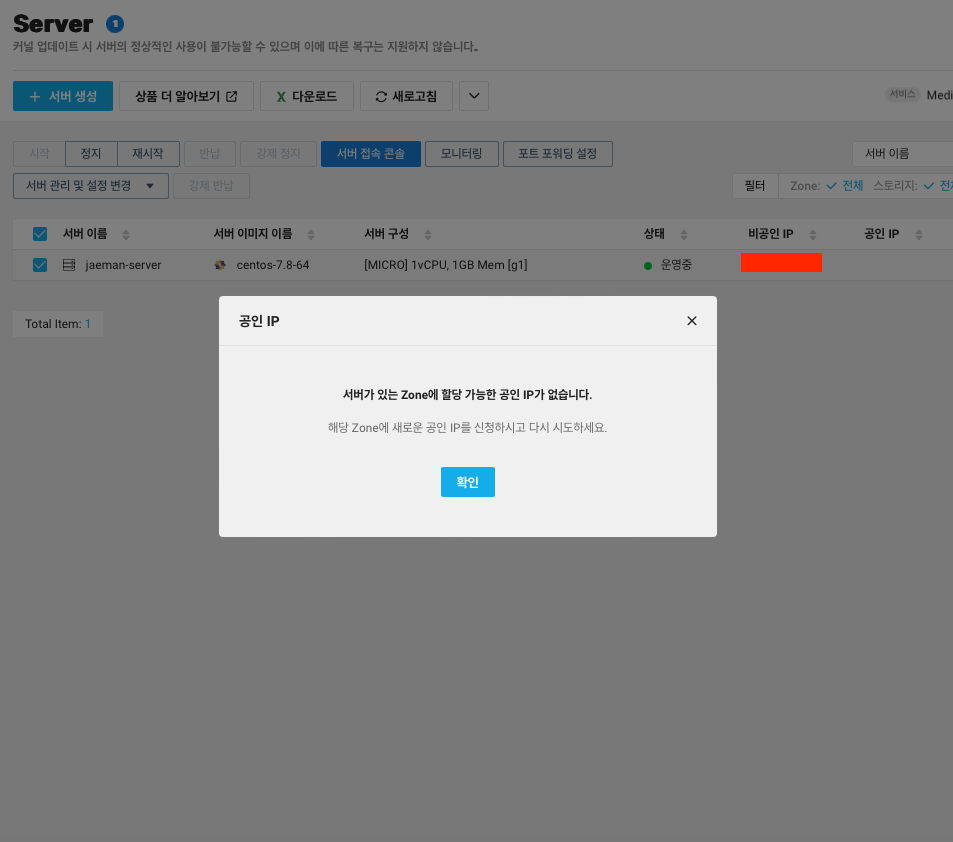 Server 1
커널 업데이트 시 서버의 정상적인 사용이 불가능할 수 있으며 이에 따른 복구는 지원하지 않습니다.
+ 서버 생성 상품 더 알아보기 X 다운로드 새로고침 서비스 Medi
시작 정지 재시작 반납 강제 정지 서버 접속 콘솔 모니터링 포트 포워딩 설정 서버 이름
서버 관리 및 설정 변경 강제 반납 필터 Zone: 전체 스토리지: 전체
서버 이름 서버 이미지 이름 서버 구성 상태 비공인 IP 공인 IP
jaeman-server centos-7.8-64 [MICRO] 1vCPU, 1GB Mem [g1] 운영중
Total Item: 1
공인 IP
서버가 있는 Zone에 할당 가능한 공인 IP가 없습니다.
해당 Zone에 새로운 공인 IP를 신청하시고 다시 시도하세요.
확인